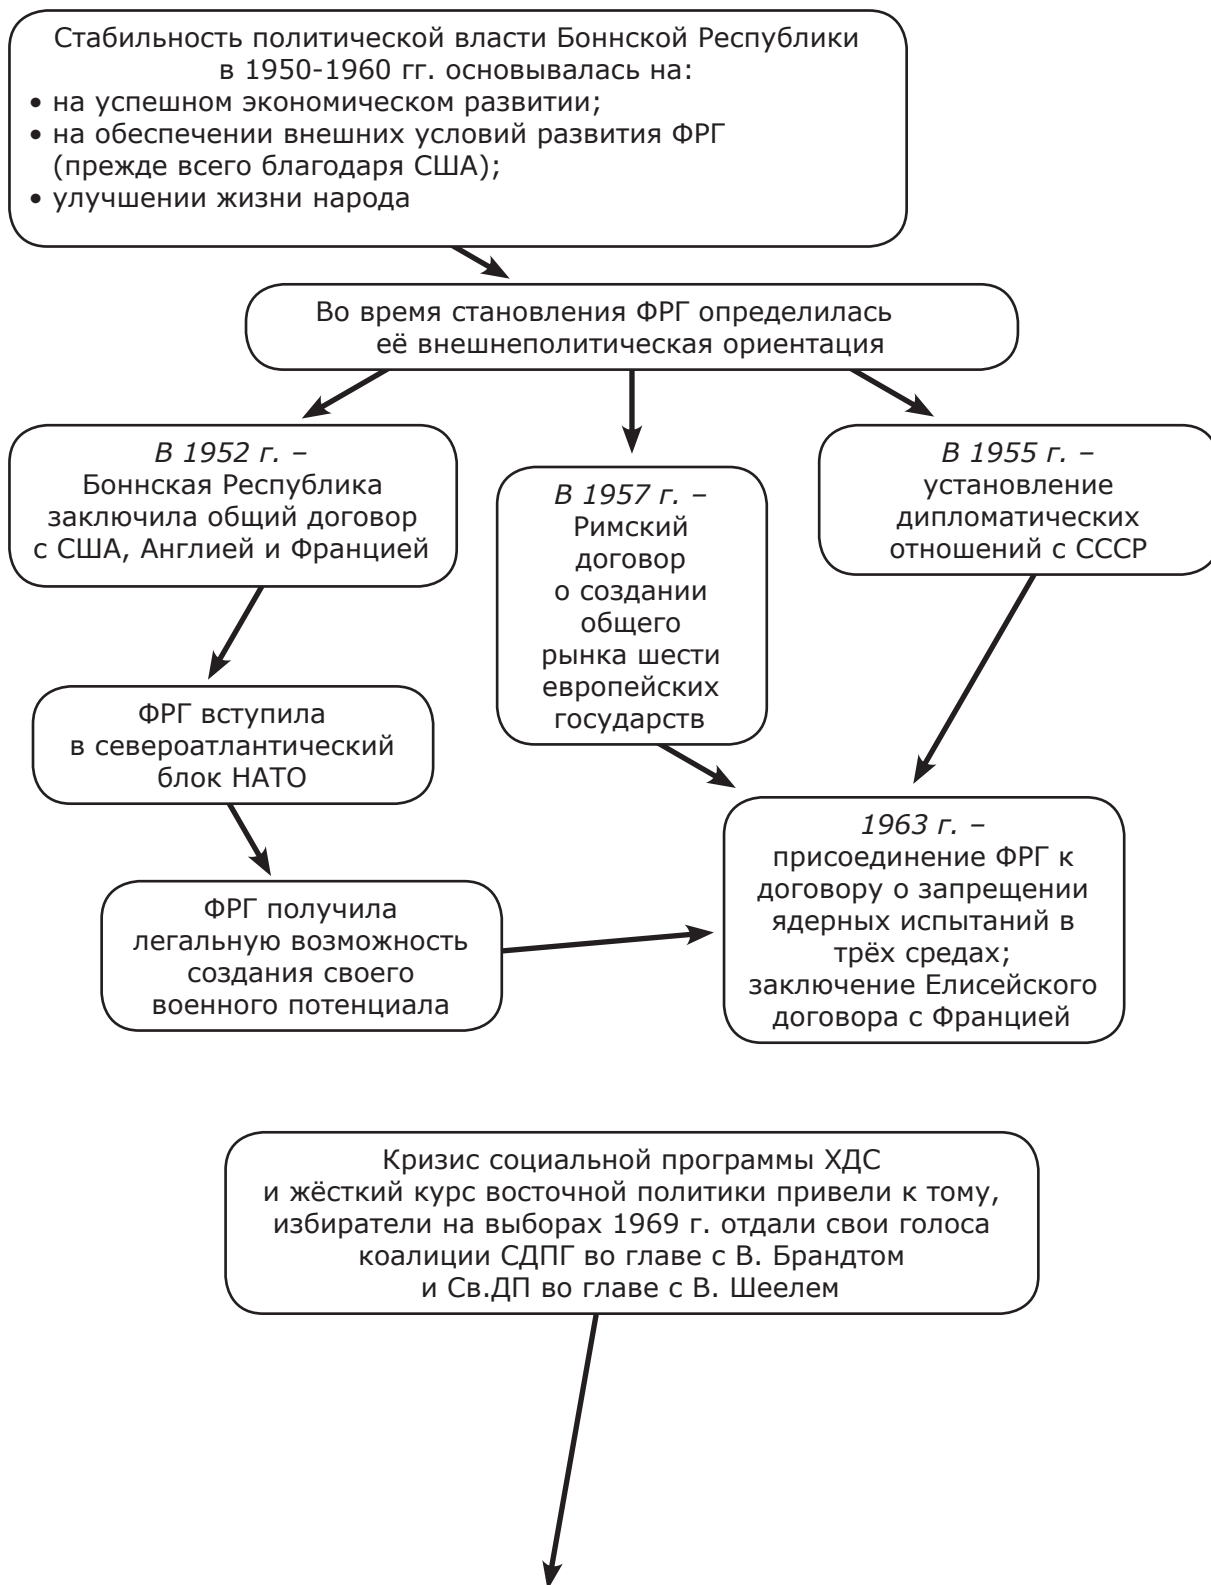 Стабильность политической власти Боннской Республики
в 1950-1960 гг. основывалась на:
• на успешном экономическом развитии;
• на обеспечении внешних условий развития ФРГ
(прежде всего благодаря США);
• улучшении жизни народа
Во время становления ФРГ определилась
её внешнеполитическая ориентация
В 1952 г. –
Боннская Республика
заключила общий договор
с США, Англией и Францией
В 1957 г. –
Римский
договор
о создании
общего
рынка шести
европейских
государств
В 1955 г. –
установление
дипломатических
отношений с СССР
ФРГ вступила
в североатлантический
блок НАТО
ФРГ получила
легальную возможность
создания своего
военного потенциала
1963 г. –
присоединение ФРГ к
договору о запрещении
ядерных испытаний в
трёх средах;
заключение Елисейского
договора с Францией
Кризис социальной программы ХДС
и жёсткий курс восточной политики привели к тому,
избиратели на выборах 1969 г. отдали свои голоса
коалиции СДПГ во главе с В. Брандтом
и Св.ДП во главе с В. Шеелем